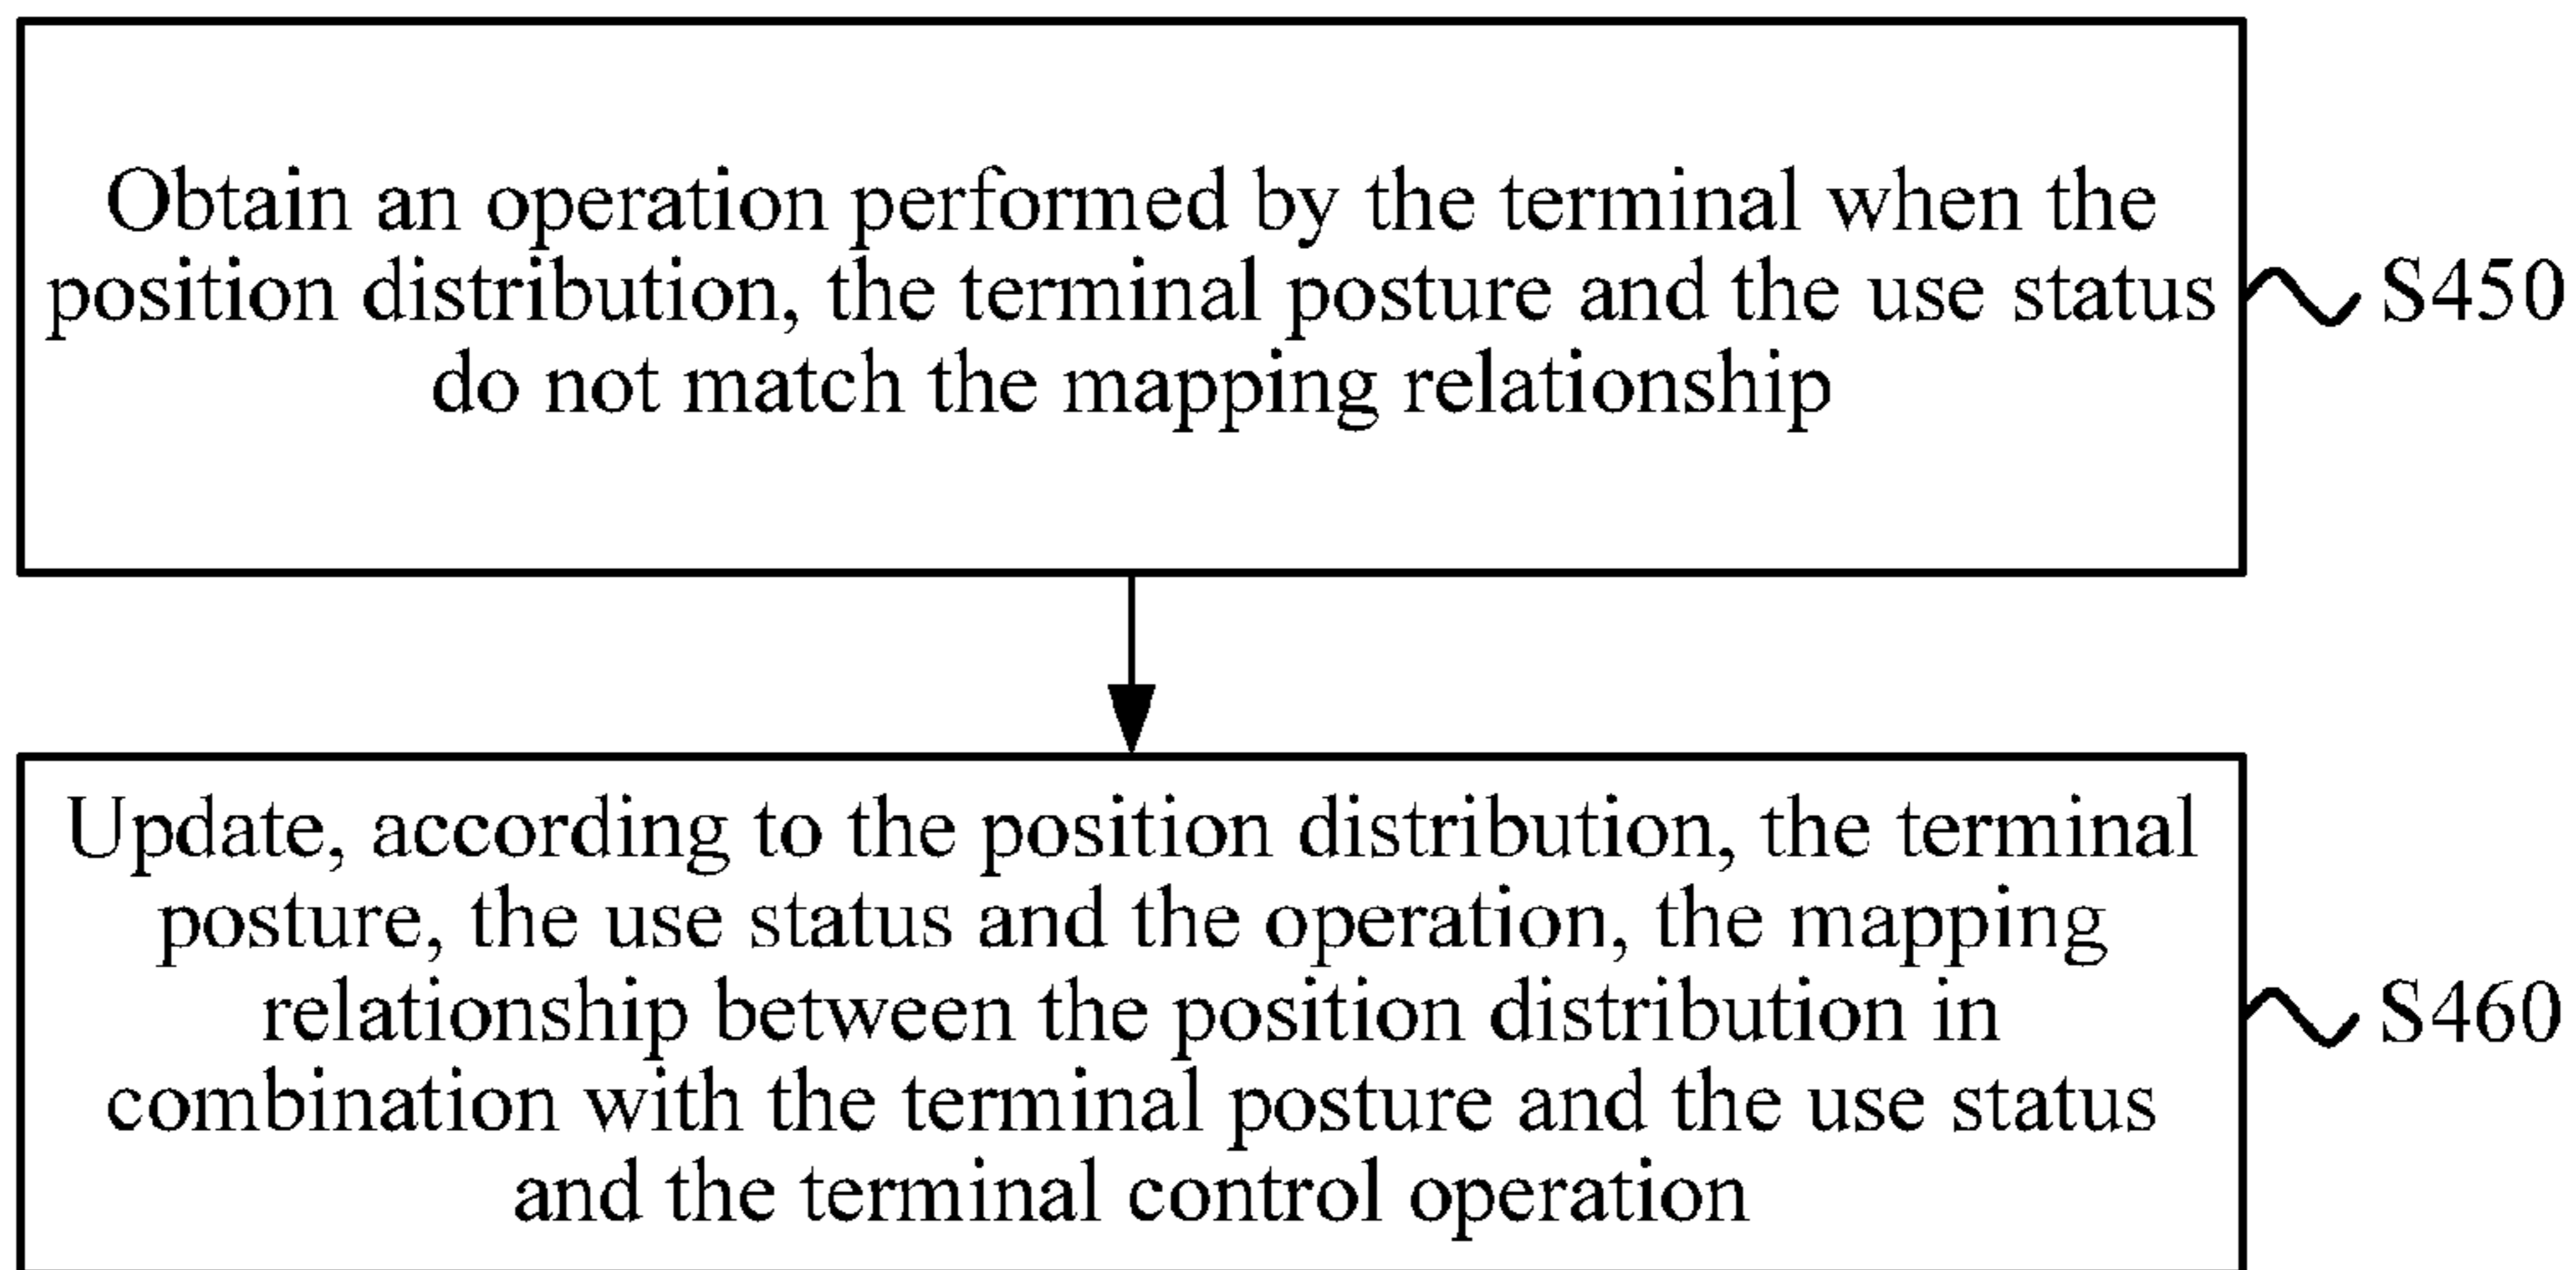 Obtain an operation performed by the terminal when the
position distribution, the terminal posture and the use status
do not match the mapping relationship
S450
Update, according to the position distribution, the terminal
posture, the use status and the operation, the mapping
relationship between the position distribution in
combination with the terminal posture and the use status
and the terminal control operation
S460